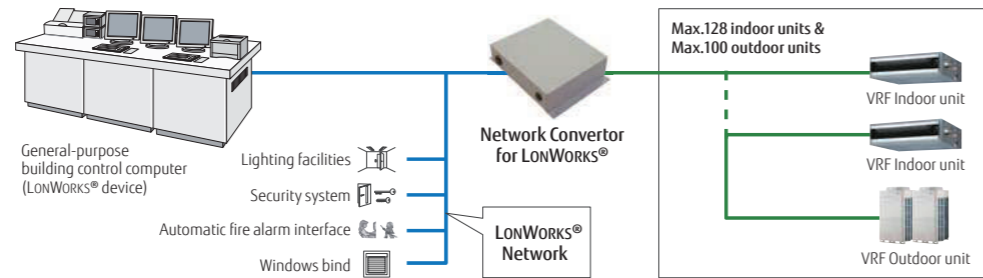 Max.128 indoor units &
Max.100 outdoor units
VRF Indoor unit
Network Convertor
for LONWORKS®
General-purpose
building control computer
(LONWORKS® device)
Lighting facilities
VRF Indoor unit
Security system
Automatic fire alarm interface
LONWORKS®
Network
Windows bind
VRF Outdoor unit